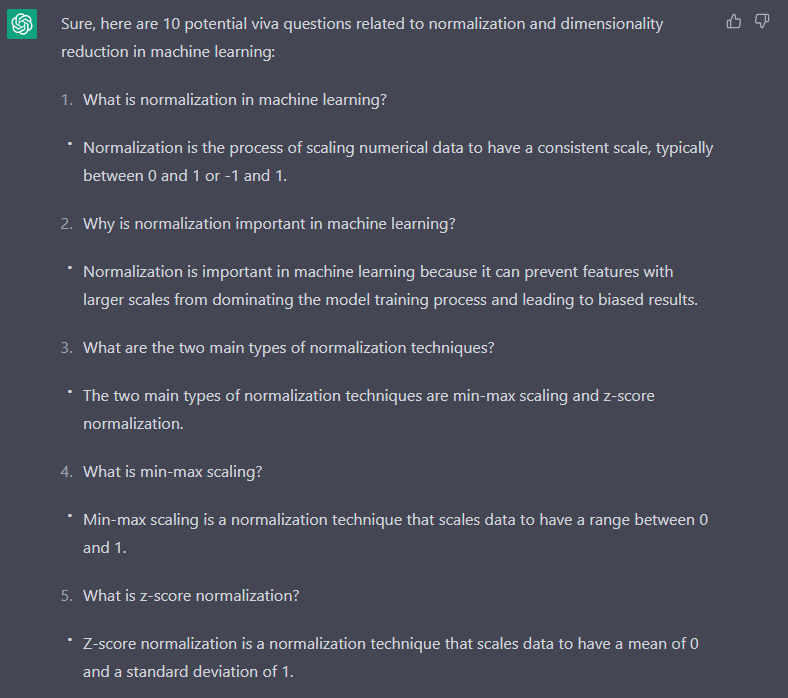 Sure, here are 10 potential viva questions related to normalization and dimensionality
reduction in machine learning:
1. What is normalization in machine learning?
• Normalization is the process of scaling numerical data to have a consistent scale, typically
between 0 and 1 or -1 and 1.
2. Why is normalization important in machine learning?
• Normalization is important in machine learning because it can prevent features with
larger scales from dominating the model training process and leading to biased results.
3. What are the two main types of normalization techniques?
• The two main types of normalization techniques are min-max scaling and z-score
normalization.
4. What is min-max scaling?
• Min-max scaling is a normalization technique that scales data to have a range between 0
and 1.
5. What is z-score normalization?
• Z-score normalization is a normalization technique that scales data to have a mean of 0
and a standard deviation of 1.